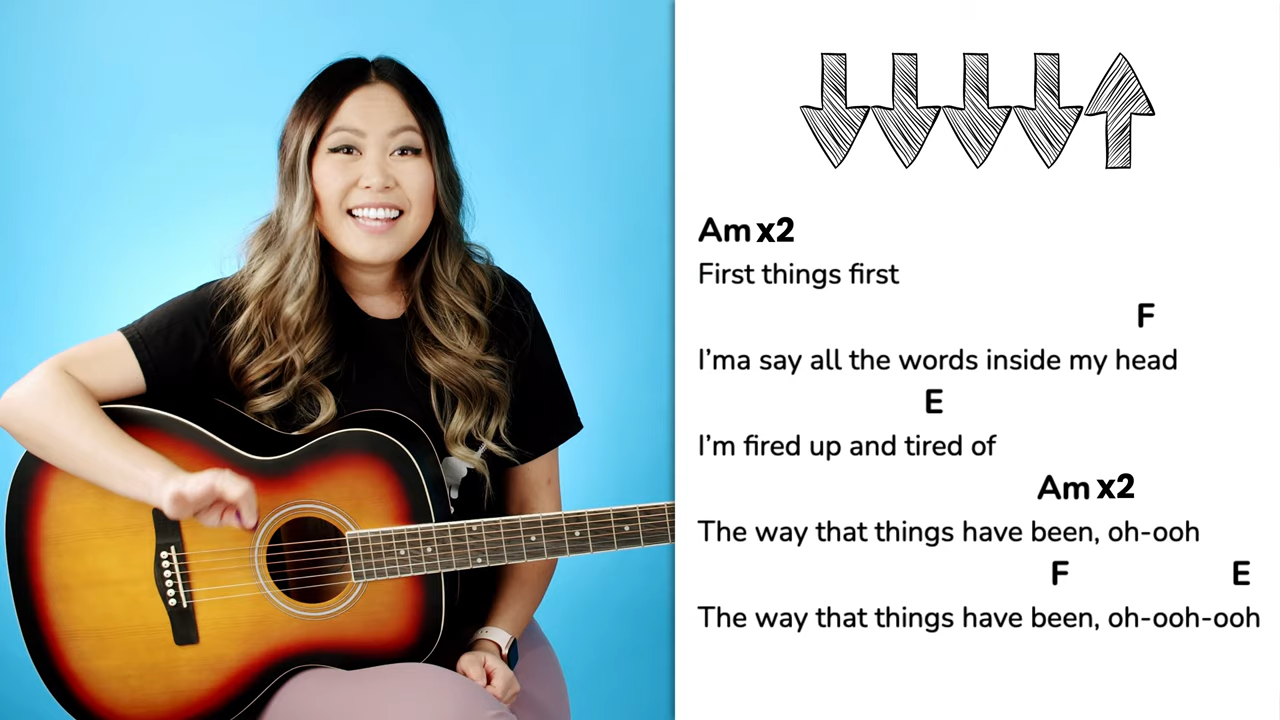 Am x2
First things first
F
I'ma say all the words inside my head
E
I'm fired up and tired of
Am x2
The way that things have been, oh-ooh
F E
The way that things have been, oh-ooh-ooh